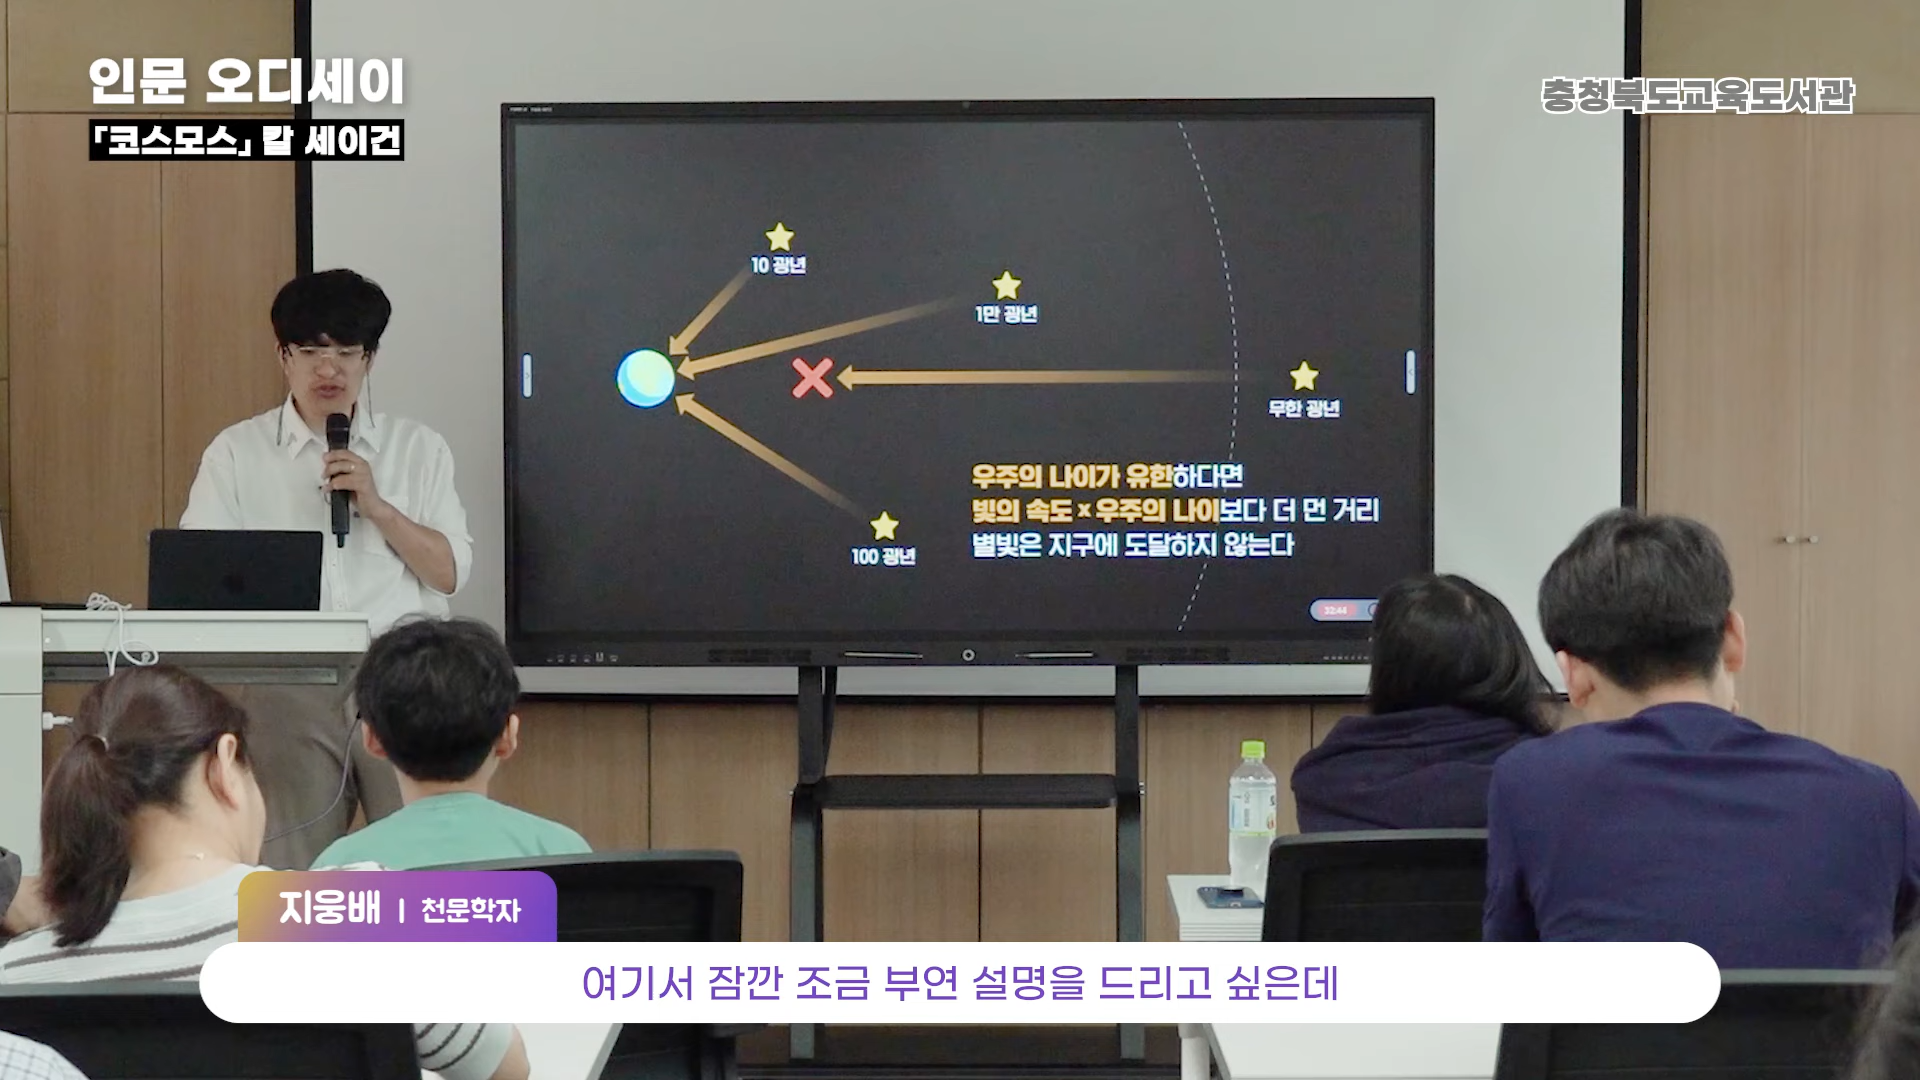 인문 오디세이
「코스모스」 칼 세이건
충청북도교육도서관
10 광년
1만 광년
무한 광년
100 광년
우주의 나이가 유한하다면
빛의 속도 x 우주의 나이보다 더 먼 거리
별빛은 지구에 도달하지 않는다
32:44
지웅배 | 천문학자
여기서 잠깐 조금 부연 설명을 드리고 싶은데